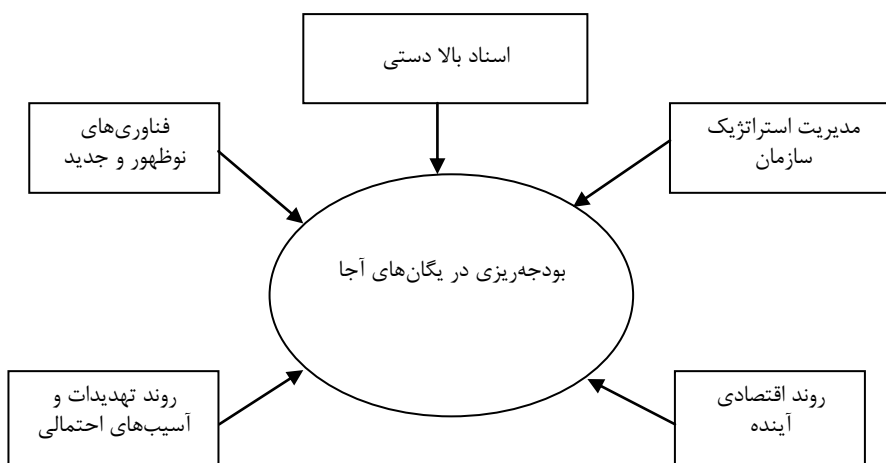 اسناد بالا دستی
مدیریت استراتژیک
سازمان
فناوری‌های
نوظهور و جدید
بودجه‌ریزی در یگان‌های آجا
روند اقتصادی
آینده
روند تهدیدات و
آسیب‌های احتمالی